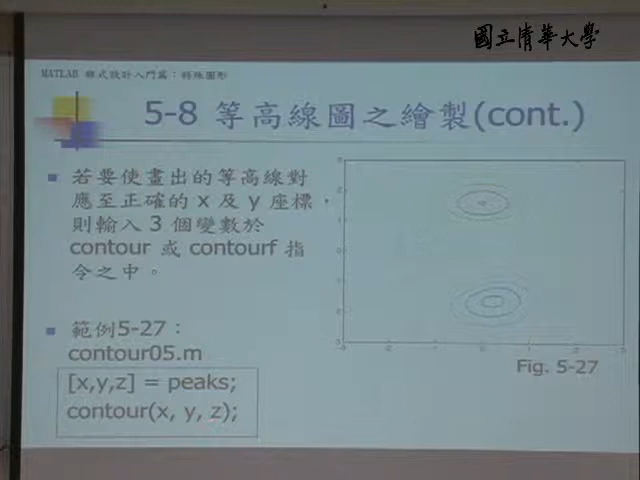 國立清華大學
MATLAB 程式設計入門篇：特殊圖形
5-8 等高線圖之繪製(cont.)
若要使畫出的等高線對
應至正確的 x 及 y 座標，
則輸入 3 個變數於
contour 或 contourf 指
令之中。
範例5-27：
contour05.m
[x,y,z] = peaks;
contour(x, y, z);
Fig. 5-27